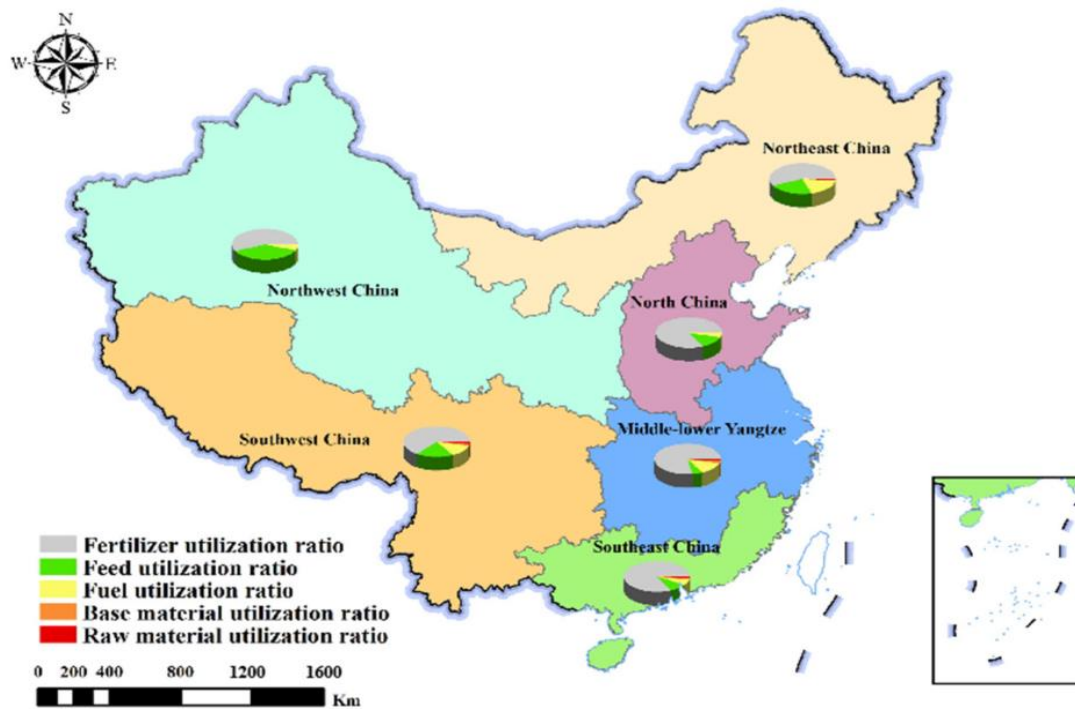 N
W
E
S
Northeast China
Northwest China
North China
Southwest China
Middle-lower Yangtze
Southeast China
Fertilizer utilization ratio
Feed utilization ratio
Fuel utilization ratio
Base material utilization ratio
Raw material utilization ratio
0 200 400 800 1200 1600
Km